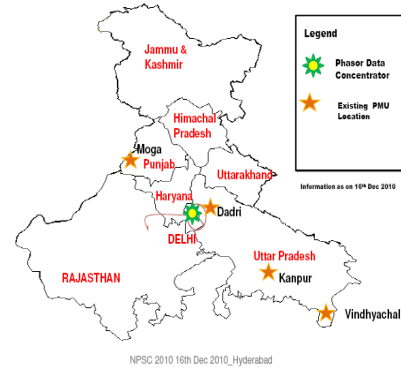 Legend
Phasor Data
Concentrator
Existing PMU
Location
Information as on 16th Dec 2010
Jammu &
Kashmir
Himachal
Pradesh
Moga
Punjab
Uttarakhand
Haryana
Dadri
DELHI
Uttar Pradesh
Kanpur
RAJASTHAN
Vindhyachal
NPSC 2010 16th Dec 2010_Hyderabad